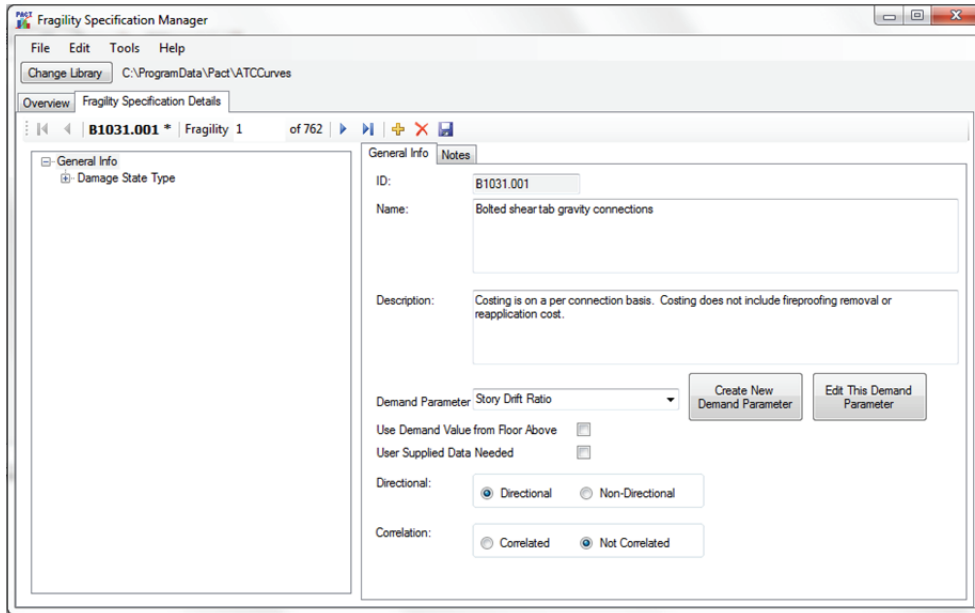 PACT Fragility Specification Manager
File Edit Tools Help
Change Library C:\ProgramData\Pact\ATCCurves
Overview Fragility Specification Details
B1031.001 * Fragility 1 of 762
General Info
Damage State Type
General Info Notes
ID: B1031.001
Name: Bolted shear tab gravity connections
Description: Costing is on a per connection basis. Costing does not include fireproofing removal or
reapplication cost.
Demand Parameter Story Drift Ratio
Create New
Demand Parameter
Edit This Demand
Parameter
Use Demand Value from Floor Above
User Supplied Data Needed
Directional: Directional Non-Directional
Correlation: Correlated Not Correlated